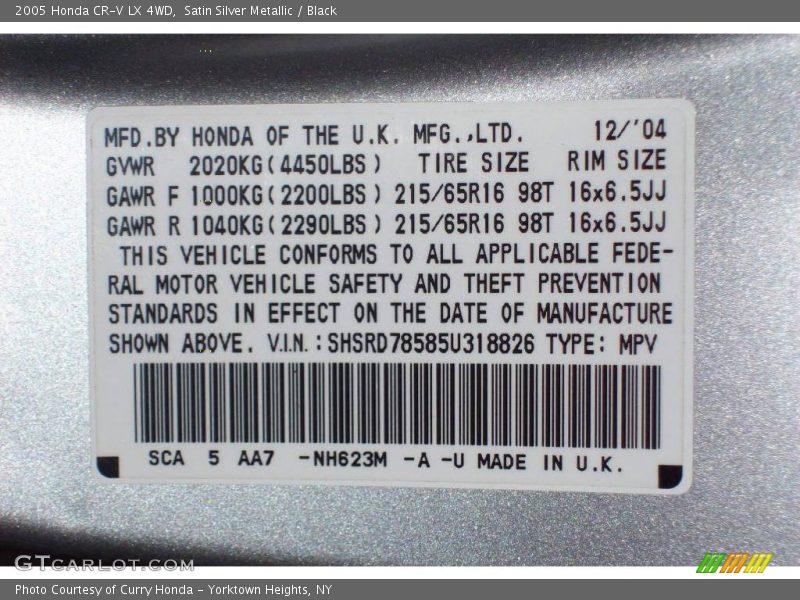 2005 Honda CR-V LX 4WD, Satin Silver Metallic / Black
MFD.BY HONDA OF THE U.K. MFG.,LTD. 12/'04
GVWR 2020KG(4450LBS) TIRE SIZE RIM SIZE
GAWR F 1000KG(2200LBS) 215/65R16 98T 16x6.5JJ
GAWR R 1040KG(2290LBS) 215/65R16 98T 16x6.5JJ
THIS VEHICLE CONFORMS TO ALL APPLICABLE FEDE-
RAL MOTOR VEHICLE SAFETY AND THEFT PREVENTION
STANDARDS IN EFFECT ON THE DATE OF MANUFACTURE
SHOWN ABOVE. V.I.N.:SHSRD78585U318826 TYPE: MPV
SCA 5 AA7 -NH623M -A -U MADE IN U.K.
GTCARLOT.COM
Photo Courtesy of Curry Honda - Yorktown Heights, NY